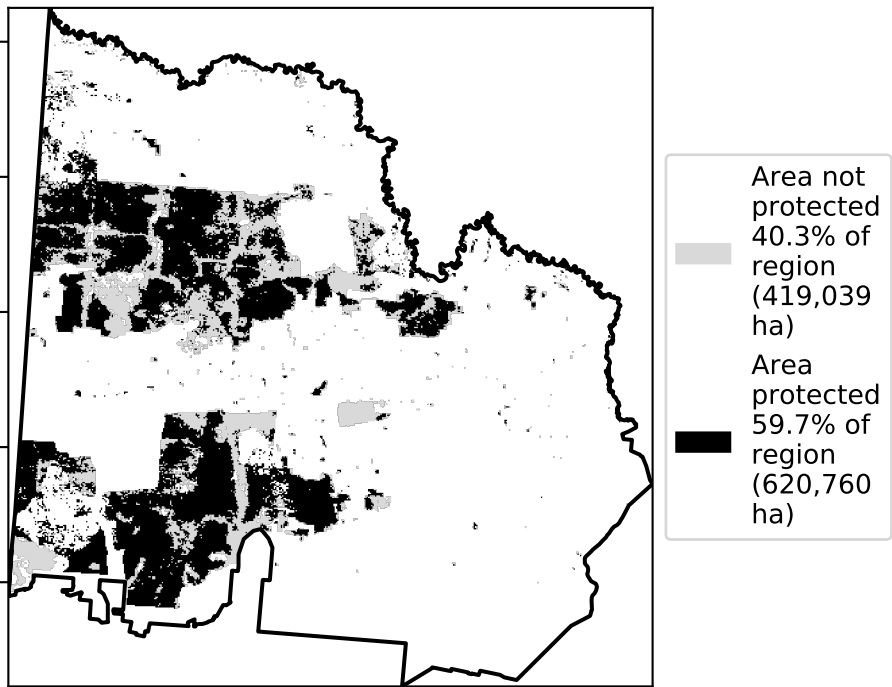 Area not
protected
40.3% of
region
(419,039
ha)
Area
protected
59.7% of
region
(620,760
ha)